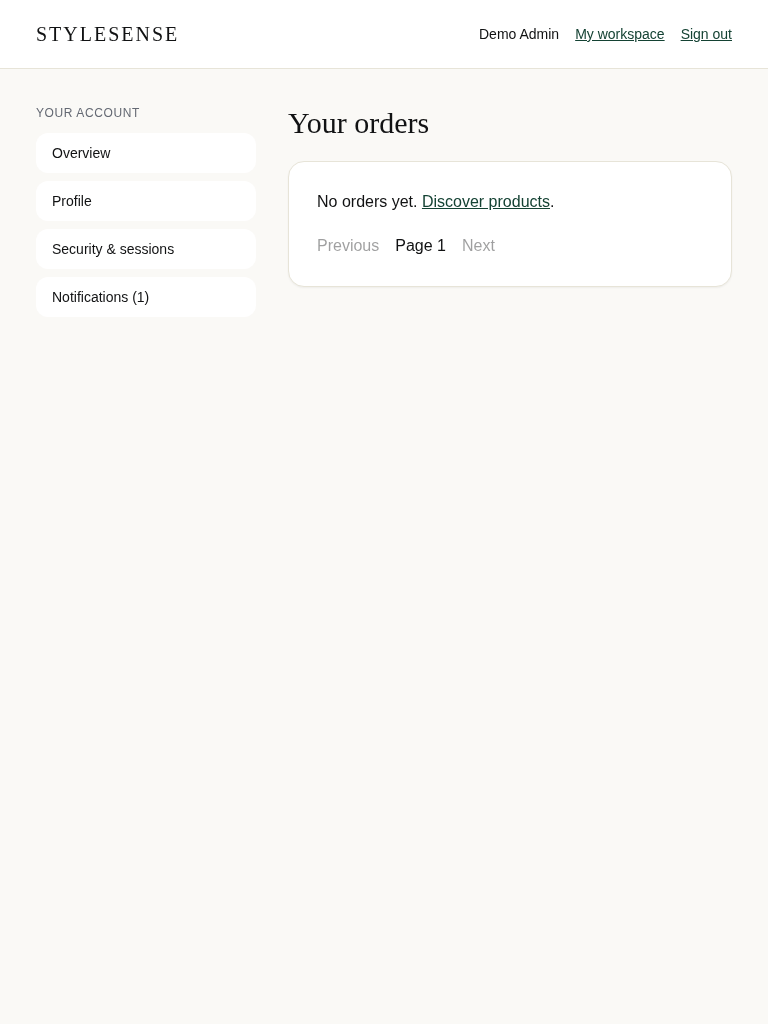 STYLESENSE
Demo Admin My workspace Sign out
YOUR ACCOUNT
Overview
Profile
Security & sessions
Notifications (1)
Your orders
No orders yet. Discover products.
Previous Page 1 Next